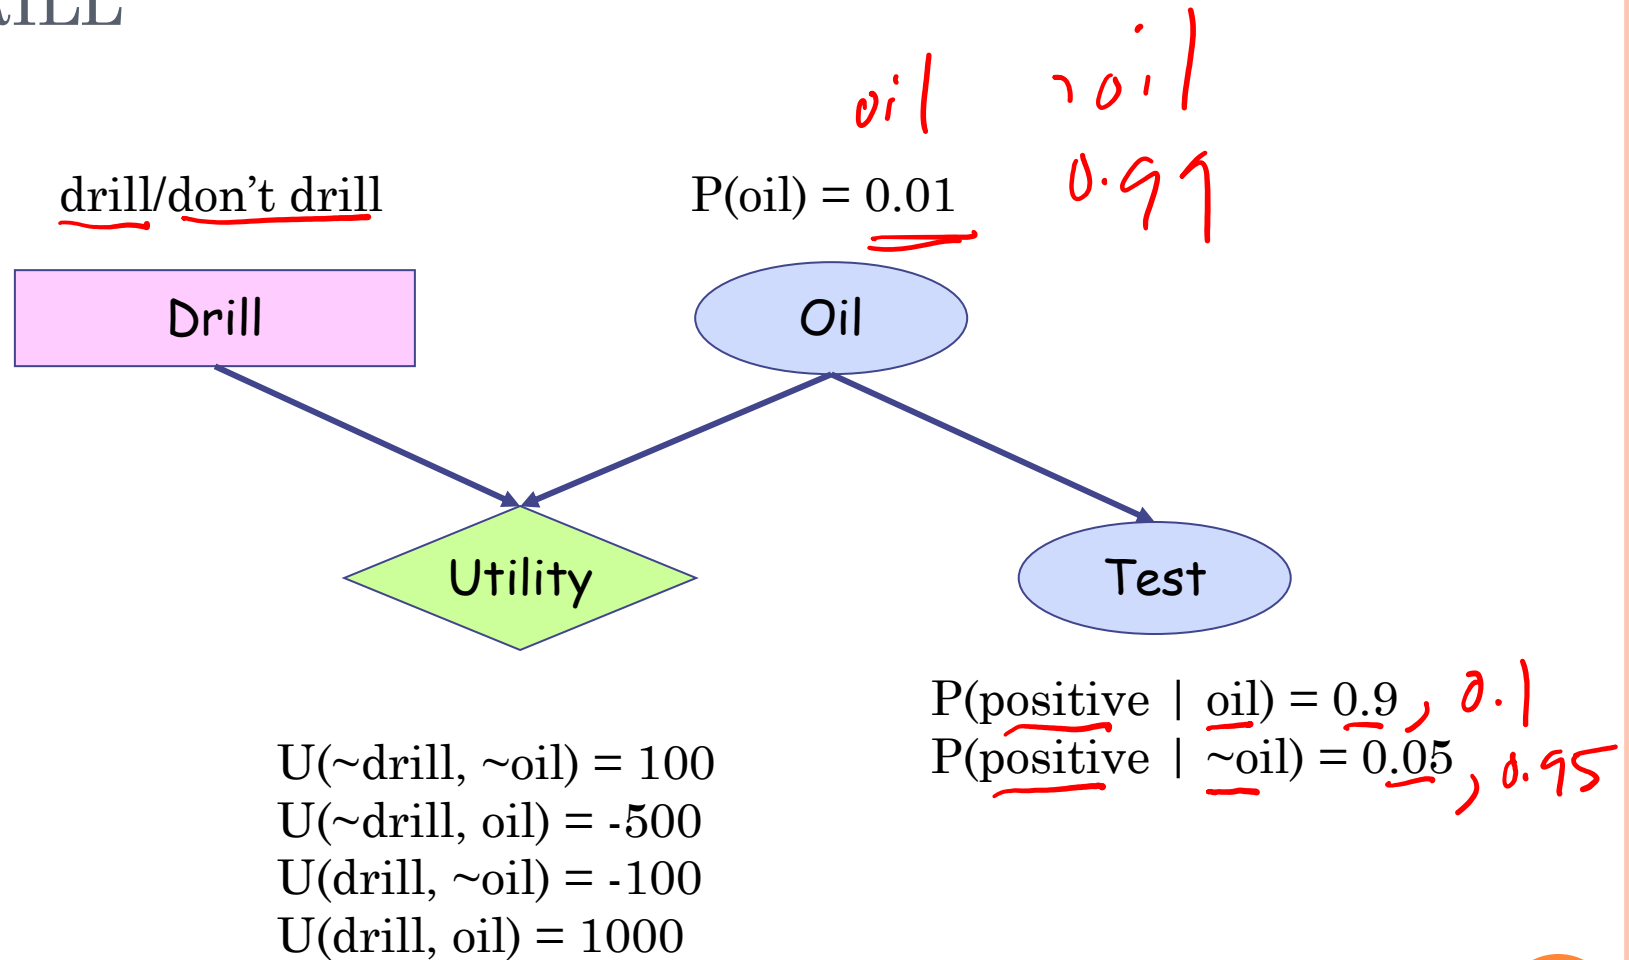 RILL
oil ¬oil
drill/don't drill
P(oil) = 0.01 0.99
Drill
Oil
Utility
Test
P(positive | oil) = 0.9 , 0.1
P(positive | ~oil) = 0.05 , 0.95
U(~drill, ~oil) = 100
U(~drill, oil) = -500
U(drill, ~oil) = -100
U(drill, oil) = 1000